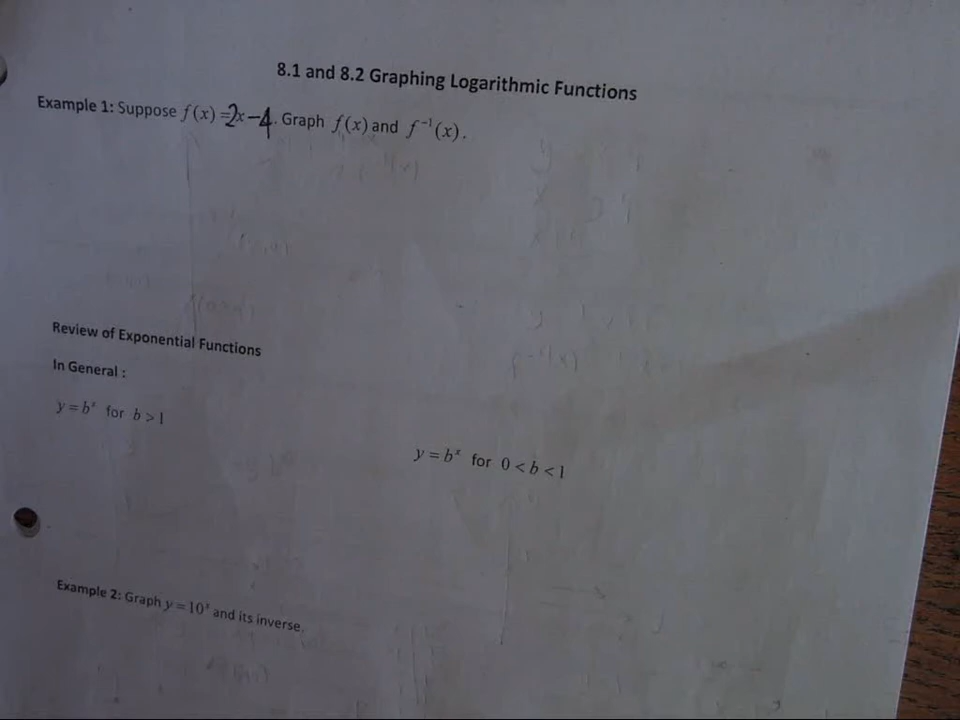 8.1 and 8.2 Graphing Logarithmic Functions
Example 1: Suppose f(x)=2x-4. Graph f(x) and f⁻¹(x).
Review of Exponential Functions
In General :
y=bˣ for b>1
y=bˣ for 0<b<1
Example 2: Graph y=10ˣ and its inverse.